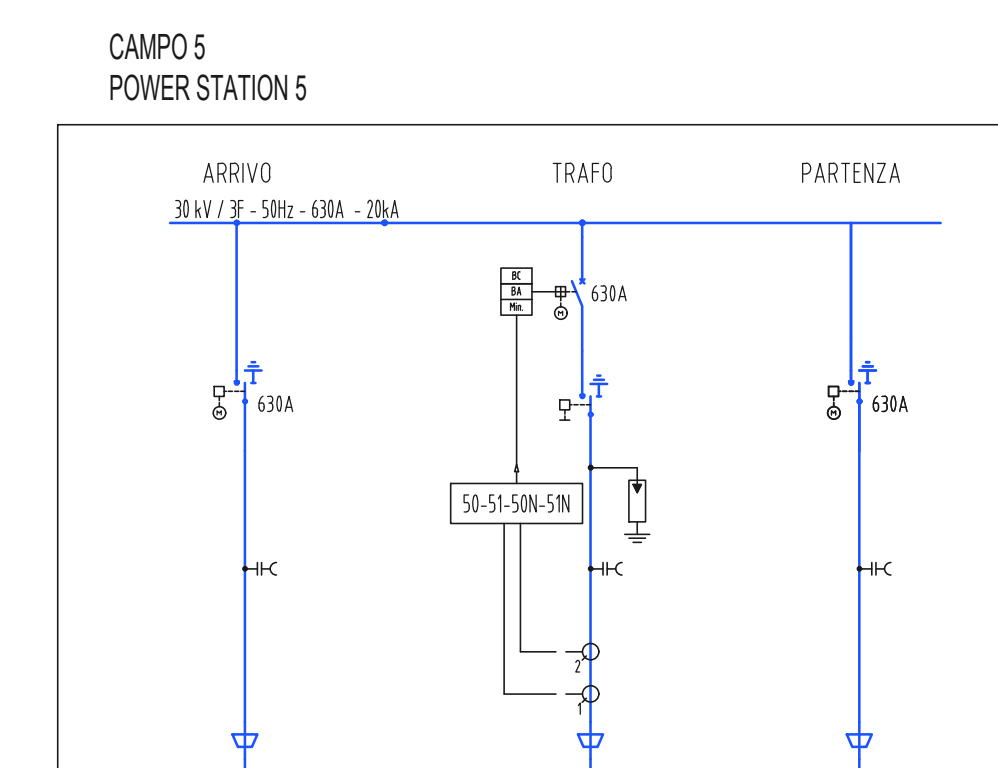 CAMPO 5
POWER STATION 5
ARRIVO
TRAFO
PARTENZA
30 kV / 3F - 50Hz - 630A - 20kA
BC
BA
Min.
M
630A
M
630A
M
630A
50-51-50N-51N
2
1